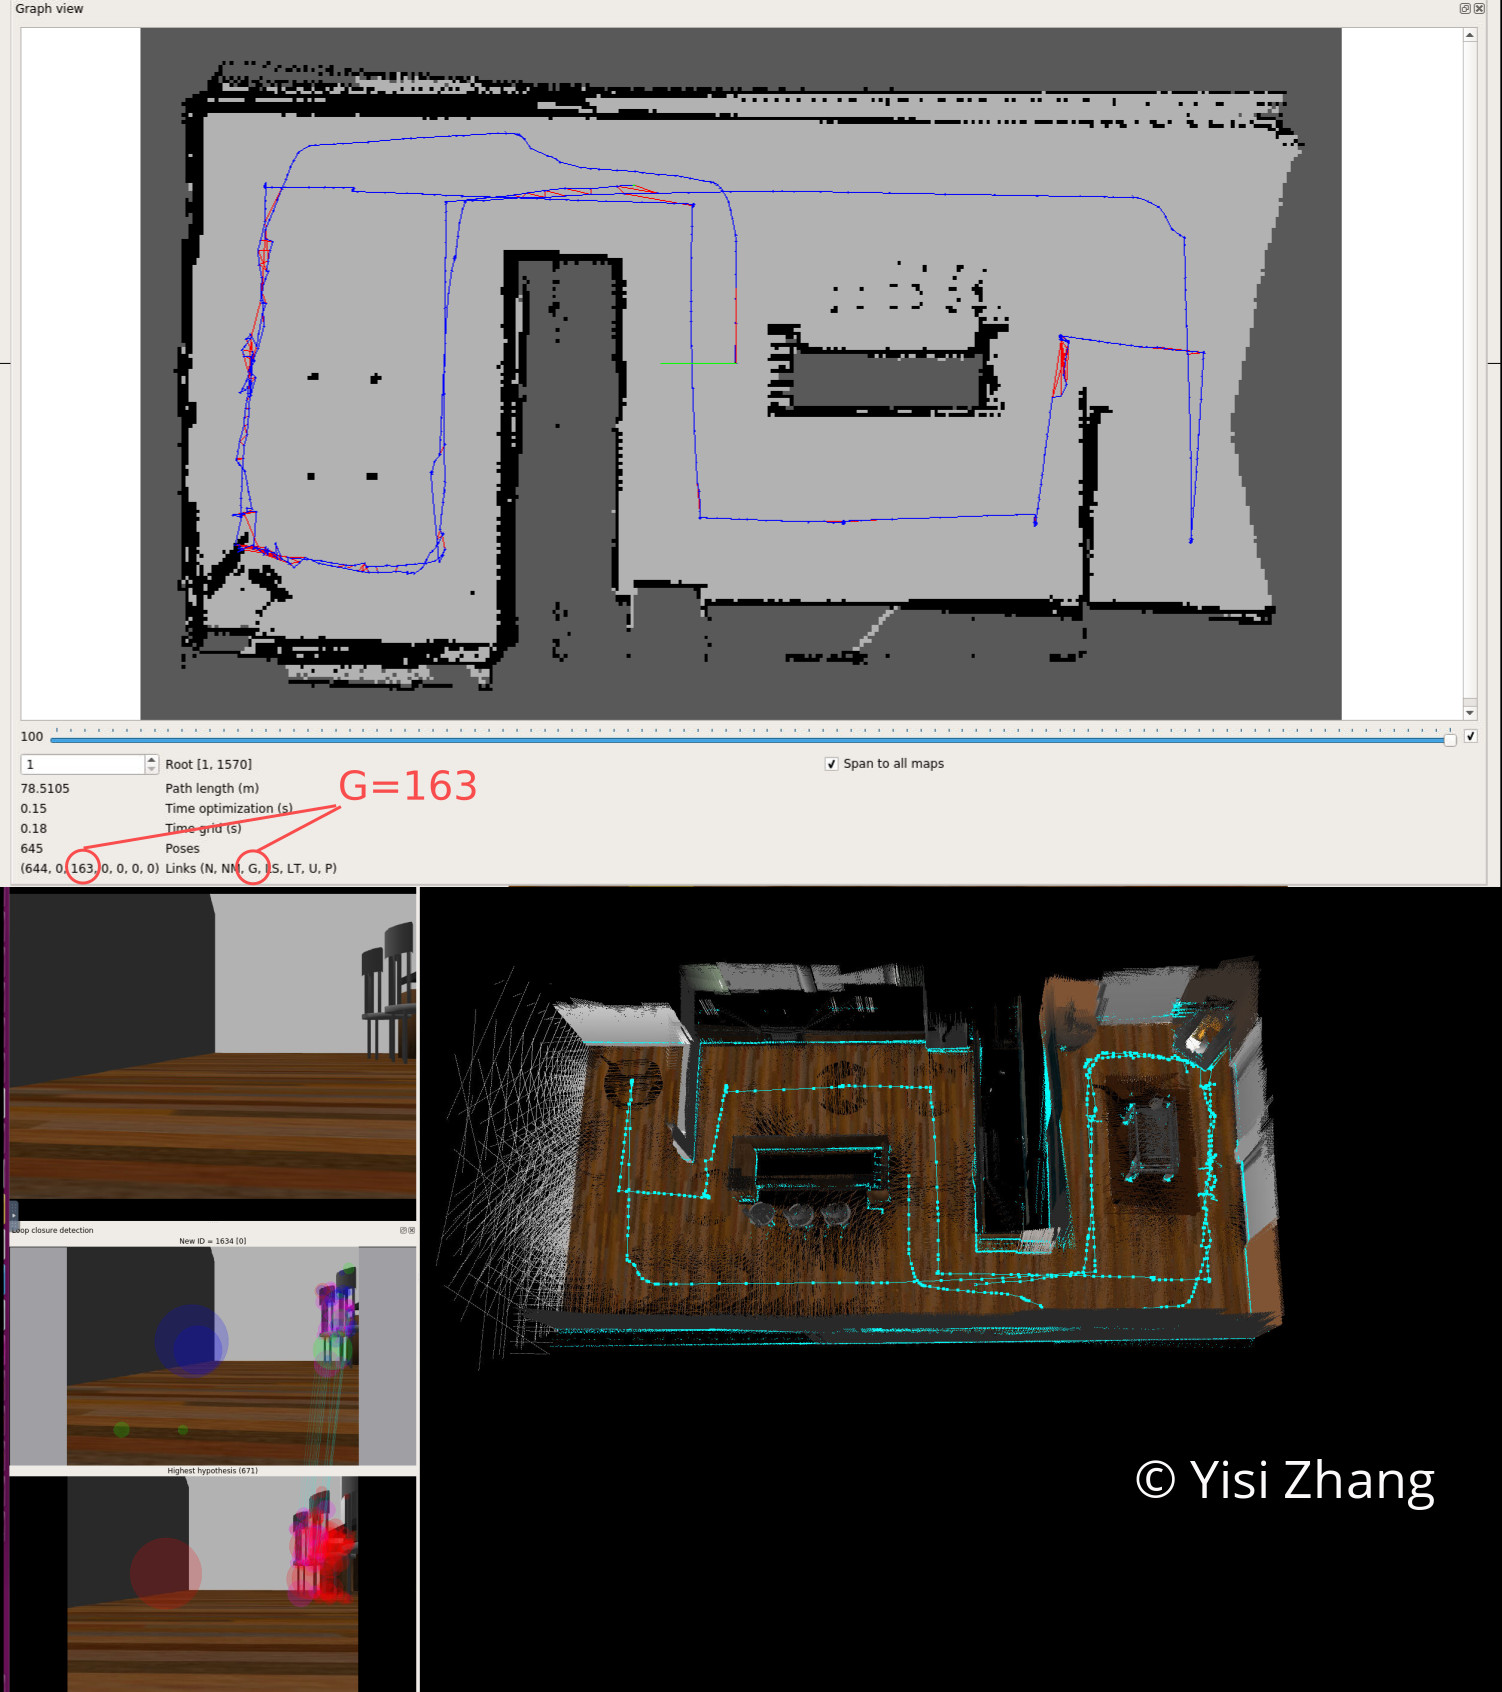 Graph view
100
1 Root [1, 1570]
Span to all maps
G=163
78.5105 Path length (m)
0.15 Time optimization (s)
0.18 Time grid (s)
645 Poses
(644, 0, 163, 0, 0, 0, 0) Links (N, NM, G, LS, LT, U, P)
Loop closure detection
New ID = 1634 [0]
Highest hypothesis (671)
© Yisi Zhang